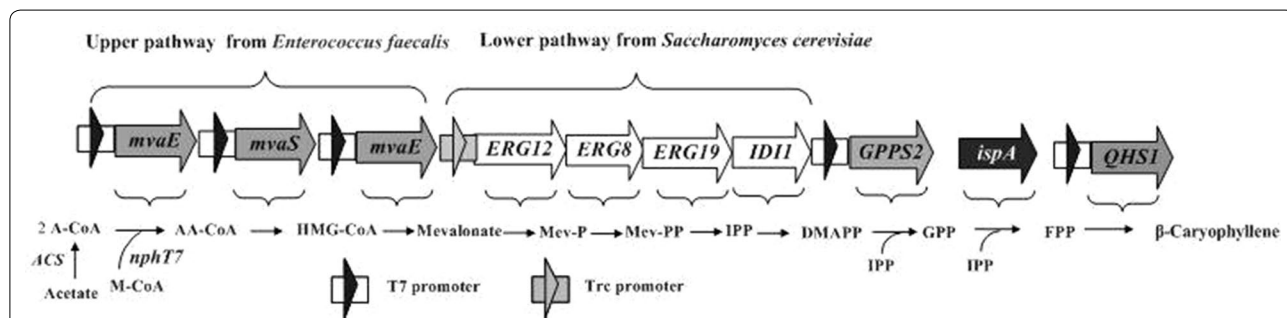 Upper pathway from Enterococcus faecalis Lower pathway from Saccharomyces cerevisiae
mvaE mvaS mvaE ERG12 ERG8 ERG19 IDI1 GPPS2 ispA QHS1
2 A-CoA AA-CoA HMG-CoA Mevalonate Mev-P Mev-PP IPP DMAPP GPP FPP β-Caryophyllene
ACS nphT7 IPP IPP
Acetate M-CoA T7 promoter Trc promoter